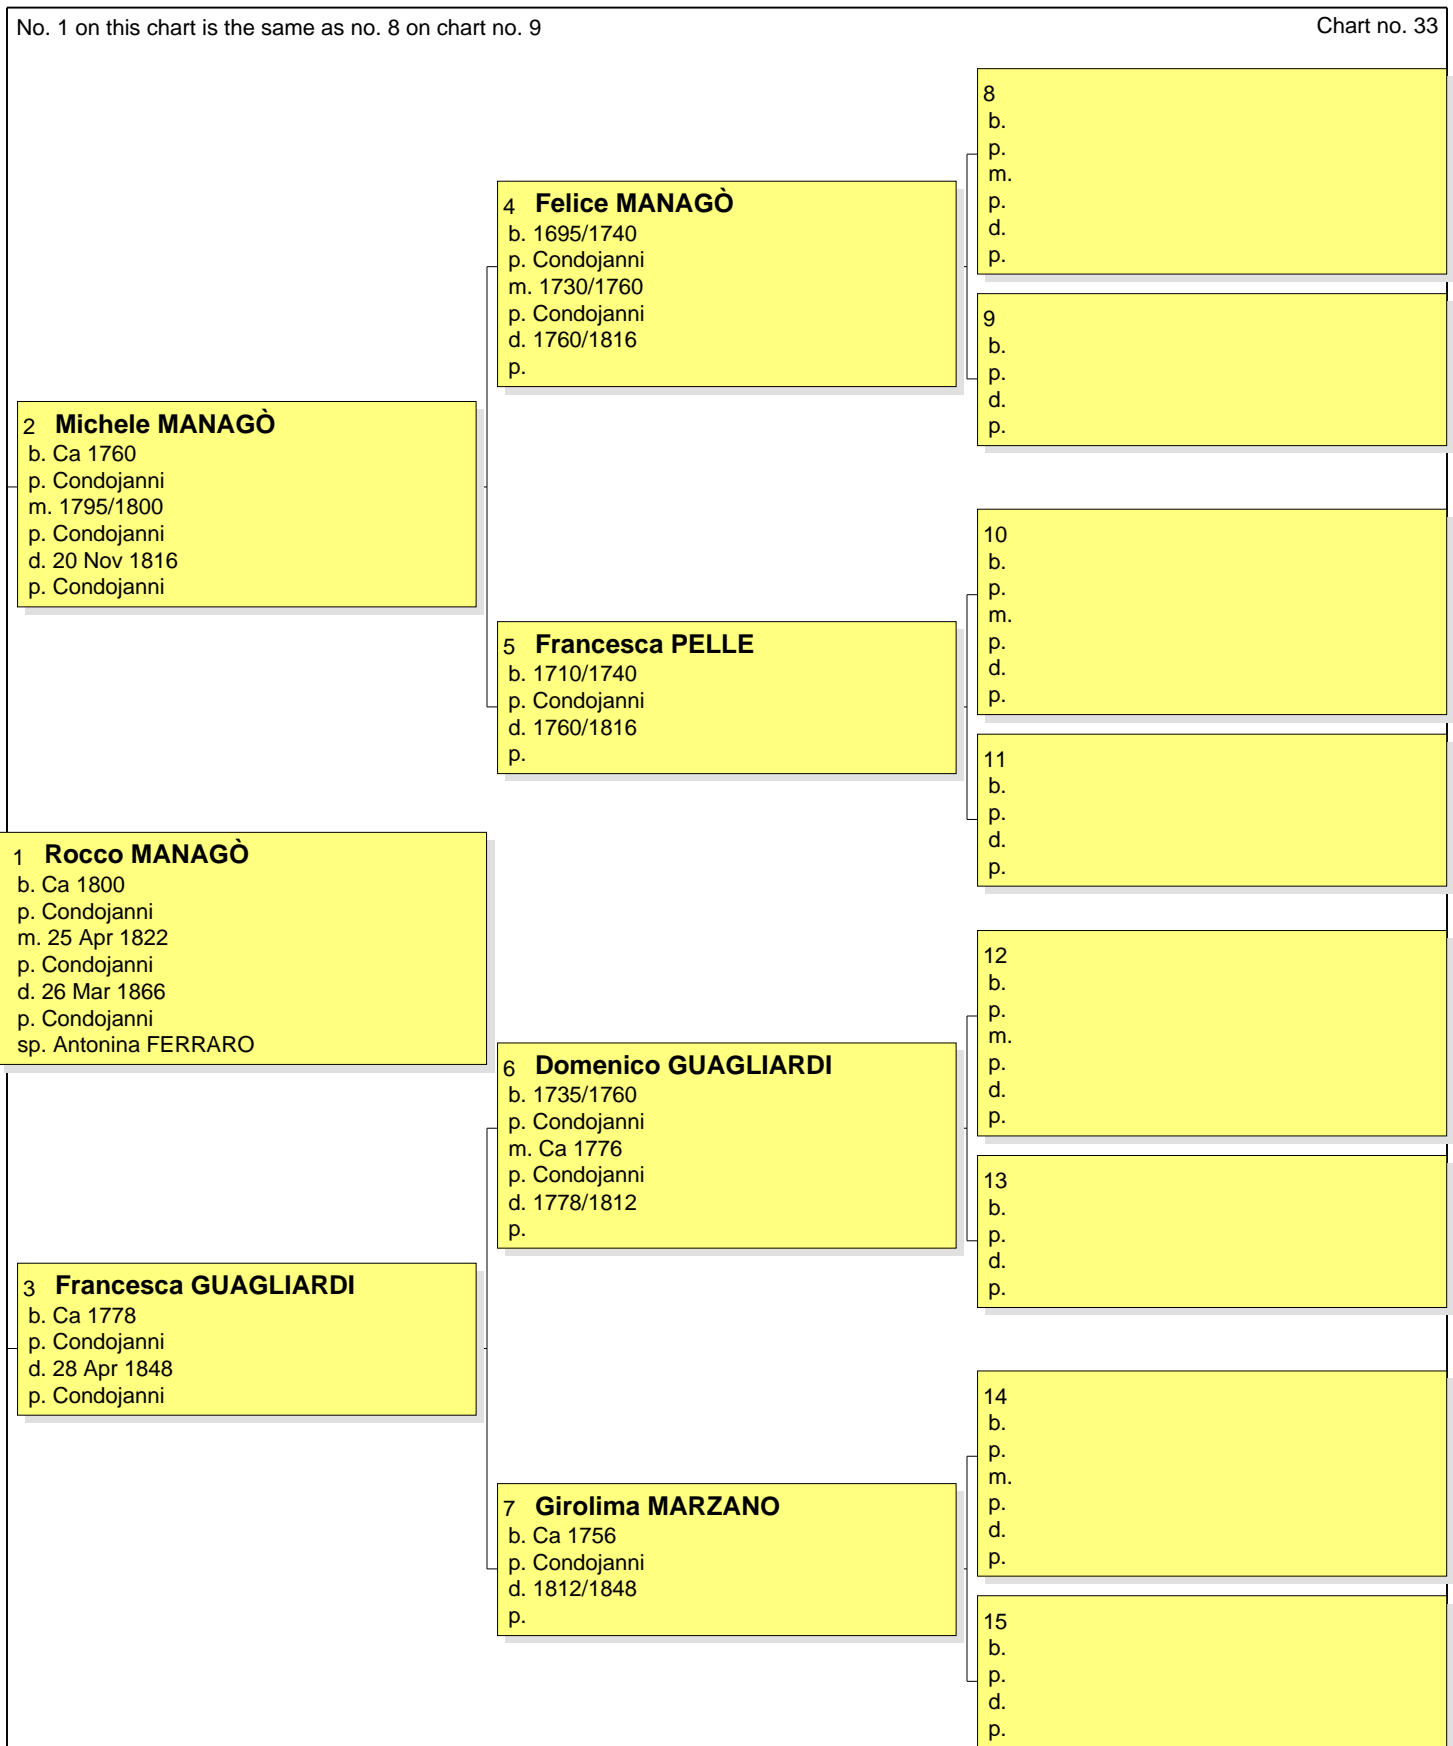 No. 1 on this chart is the same as no. 8 on chart no. 9
Chart no. 33
8
b.
p.
m.
p.
d.
p.
4 Felice MANAGÒ
b. 1695/1740
p. Condojanni
m. 1730/1760
p. Condojanni
d. 1760/1816
p.
9
b.
p.
d.
p.
2 Michele MANAGÒ
b. Ca 1760
p. Condojanni
m. 1795/1800
p. Condojanni
d. 20 Nov 1816
p. Condojanni
10
b.
p.
m.
p.
d.
p.
5 Francesca PELLE
b. 1710/1740
p. Condojanni
d. 1760/1816
p.
11
b.
p.
d.
p.
1 Rocco MANAGÒ
b. Ca 1800
p. Condojanni
m. 25 Apr 1822
p. Condojanni
d. 26 Mar 1866
p. Condojanni
sp. Antonina FERRARO
12
b.
p.
m.
p.
d.
p.
6 Domenico GUAGLIARDI
b. 1735/1760
p. Condojanni
m. Ca 1776
p. Condojanni
d. 1778/1812
p.
13
b.
p.
d.
p.
3 Francesca GUAGLIARDI
b. Ca 1778
p. Condojanni
d. 28 Apr 1848
p. Condojanni
14
b.
p.
m.
p.
d.
p.
7 Girolima MARZANO
b. Ca 1756
p. Condojanni
d. 1812/1848
p.
15
b.
p.
d.
p.